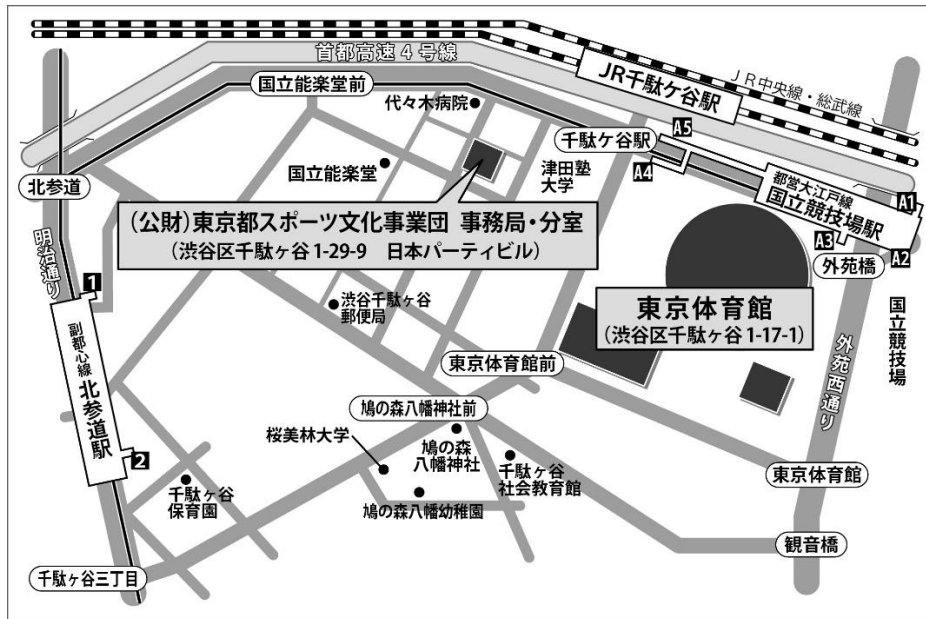 首都高速4号線
JR千駄ケ谷駅
JR中央線・総武線
国立能楽堂前
代々木病院
千駄ケ谷駅
A5
A4
津田塾
大学
都営大江戸線
国立競技場駅
A1
A3
A2
外苑橋
北参道
国立能楽堂
(公財)東京都スポーツ文化事業団 事務局・分室
(渋谷区千駄ヶ谷1-29-9 日本パーティビル)
明治通り
1
副都心線
北参道駅
2
渋谷千駄ヶ谷
郵便局
東京体育館
(渋谷区千駄ヶ谷1-17-1)
国立競技場
外苑西通り
東京体育館前
鳩の森八幡神社前
桜美林大学
鳩の森
八幡神社
千駄ヶ谷
社会教育館
東京体育館
千駄ヶ谷
保育園
鳩の森八幡幼稚園
観音橋
千駄ヶ谷三丁目